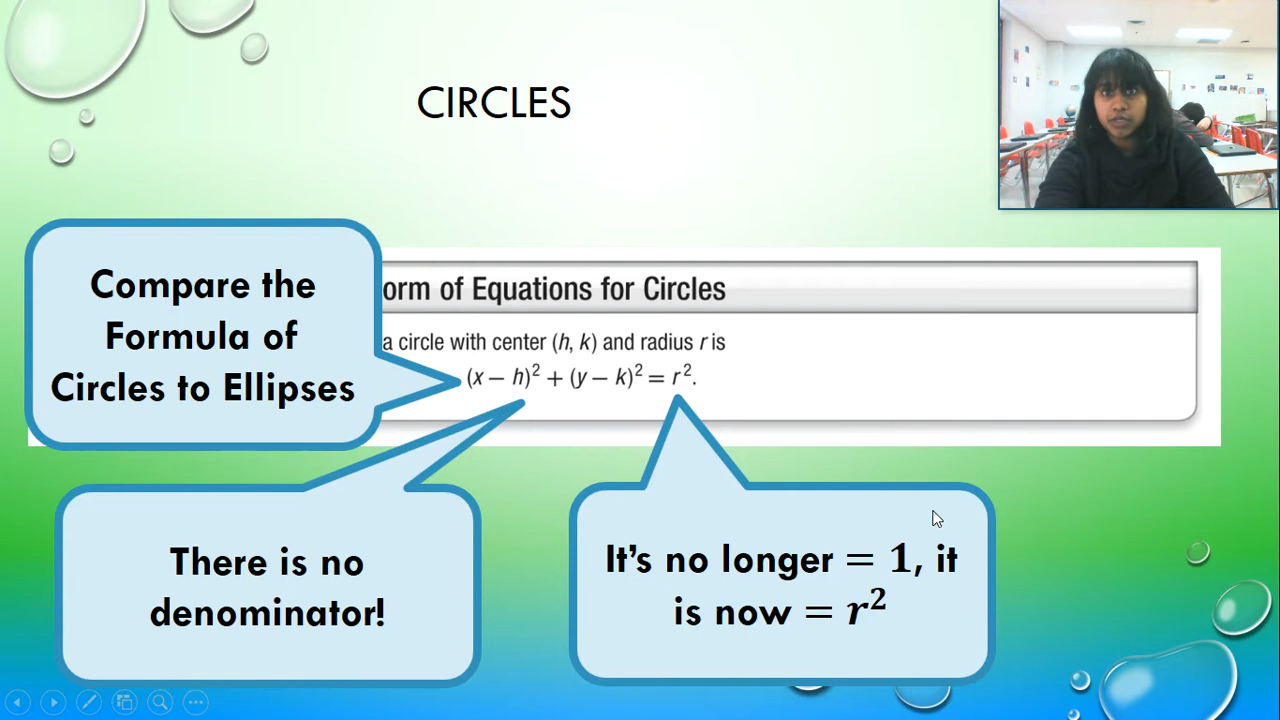 CIRCLES
Compare the
Formula of
Circles to Ellipses
orm of Equations for Circles
a circle with center (h, k) and radius r is
(x − h)² + (y − k)² = r².
There is no
denominator!
It’s no longer = 1, it
is now = r²